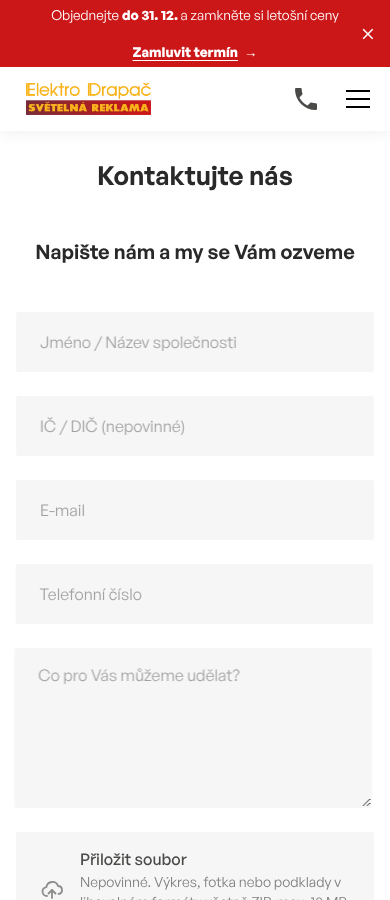 Objednejte do 31. 12. a zamkněte si letošní ceny
Zamluvit termín →
Elektro Drapač
SVĚTELNÁ REKLAMA
Kontaktujte nás
Napište nám a my se Vám ozveme
Jméno / Název společnosti
IČ / DIČ (nepovinné)
E-mail
Telefonní číslo
Co pro Vás můžeme udělat?
Přiložit soubor
Nepovinné. Výkres, fotka nebo podklady v